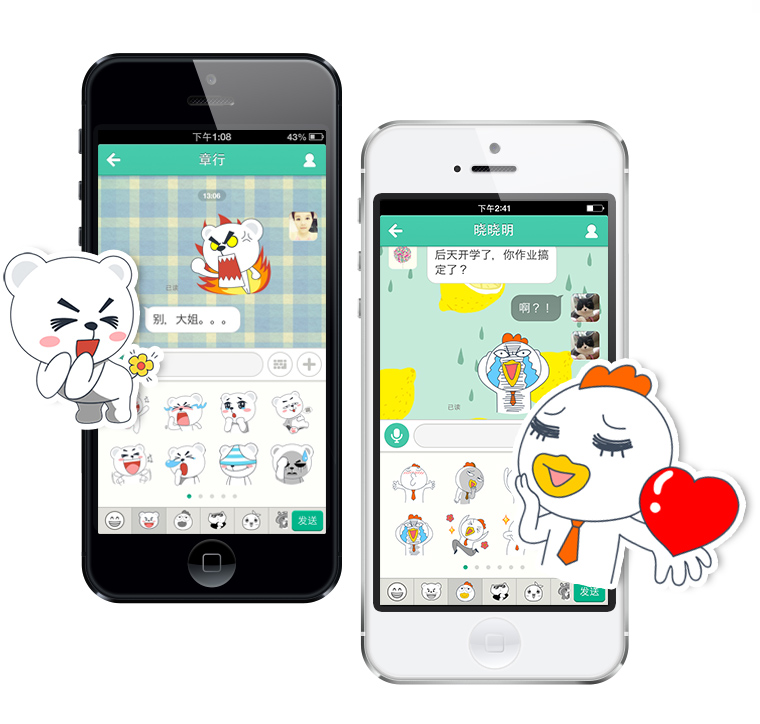 下午1:08
43%
章行
13:06
已读
别，大姐。。。
发送
下午2:41
晓晓明
后天开学了，你作业搞
定了？
啊？！
已读
发送